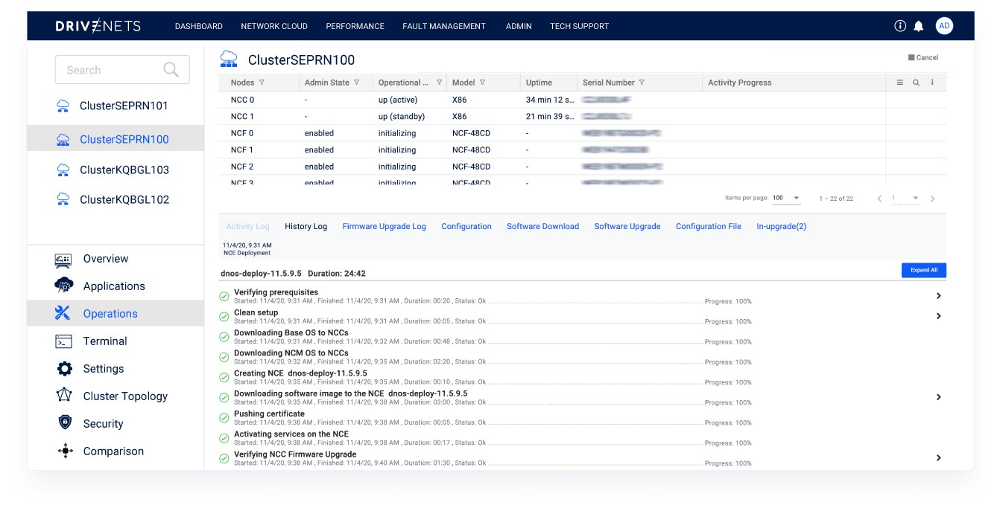 DRIVENETS DASHBOARD NETWORK CLOUD PERFORMANCE FAULT MANAGEMENT ADMIN TECH SUPPORT AD
Search
ClusterSEPRN101
ClusterSEPRN100
ClusterKQBGL103
ClusterKQBGL102
Overview
Applications
Operations
Terminal
Settings
Cluster Topology
Security
Comparison
ClusterSEPRN100 Cancel
Nodes Admin State Operational ... Model Uptime Serial Number Activity Progress
NCC 0 - up (active) X86 34 min 12 s...
NCC 1 - up (standby) X86 21 min 39 s...
NCF 0 enabled initializing NCF-48CD -
NCF 1 enabled initializing NCF-48CD -
NCF 2 enabled initializing NCF-48CD -
NCF 3 enabled initializing NCF-48CD -
Items per page: 100 1 – 22 of 22 1
Activity Log History Log Firmware Upgrade Log Configuration Software Download Software Upgrade Configuration File In-upgrade(2)
11/4/20, 9:31 AM
NCE Deployment
dnos-deploy-11.5.9.5 Duration: 24:42 Expand All
Verifying prerequisites
Started: 11/4/20, 9:31 AM , Finished: 11/4/20, 9:31 AM , Duration: 00:20 , Status: Ok Progress: 100%
Clean setup
Started: 11/4/20, 9:31 AM , Finished: 11/4/20, 9:31 AM , Duration: 00:05 , Status: Ok Progress: 100%
Downloading Base OS to NCCs
Started: 11/4/20, 9:31 AM , Finished: 11/4/20, 9:32 AM , Duration: 00:48 , Status: Ok Progress: 100%
Downloading NCM OS to NCCs
Started: 11/4/20, 9:32 AM , Finished: 11/4/20, 9:35 AM , Duration: 02:20 , Status: Ok Progress: 100%
Creating NCE dnos-deploy-11.5.9.5
Started: 11/4/20, 9:35 AM , Finished: 11/4/20, 9:35 AM , Duration: 00:10 , Status: Ok Progress: 100%
Downloading software image to the NCE dnos-deploy-11.5.9.5
Started: 11/4/20, 9:35 AM , Finished: 11/4/20, 9:38 AM , Duration: 03:00 , Status: Ok Progress: 100%
Pushing certificate
Started: 11/4/20, 9:38 AM , Finished: 11/4/20, 9:38 AM , Duration: 00:05 , Status: Ok Progress: 100%
Activating services on the NCE
Started: 11/4/20, 9:38 AM , Finished: 11/4/20, 9:38 AM , Duration: 00:17 , Status: Ok Progress: 100%
Verifying NCC Firmware Upgrade
Started: 11/4/20, 9:38 AM , Finished: 11/4/20, 9:40 AM , Duration: 01:30 , Status: Ok Progress: 100%